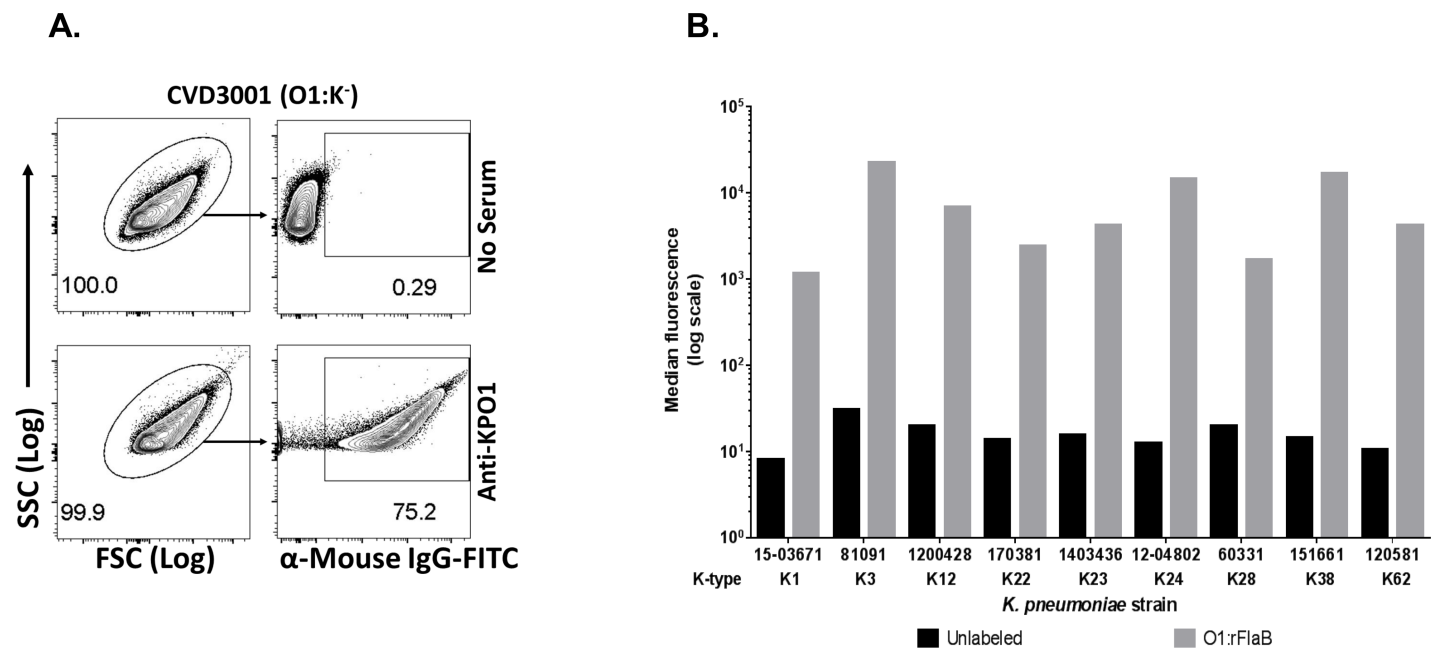 A.
CVD3001 (O1:K-)
100.0
0.29
No Serum
99.9
75.2
Anti-KPO1
SSC (Log)
FSC (Log)
α-Mouse IgG-FITC
B.
Median fluorescence
(log scale)
10⁵
10⁴
10³
10²
10¹
10⁰
15-03671 81091 1200428 170381 1403436 12-04802 60331 151661 120581
K-type K1 K3 K12 K22 K23 K24 K28 K38 K62
K. pneumoniae strain
Unlabeled O1:rFlaB